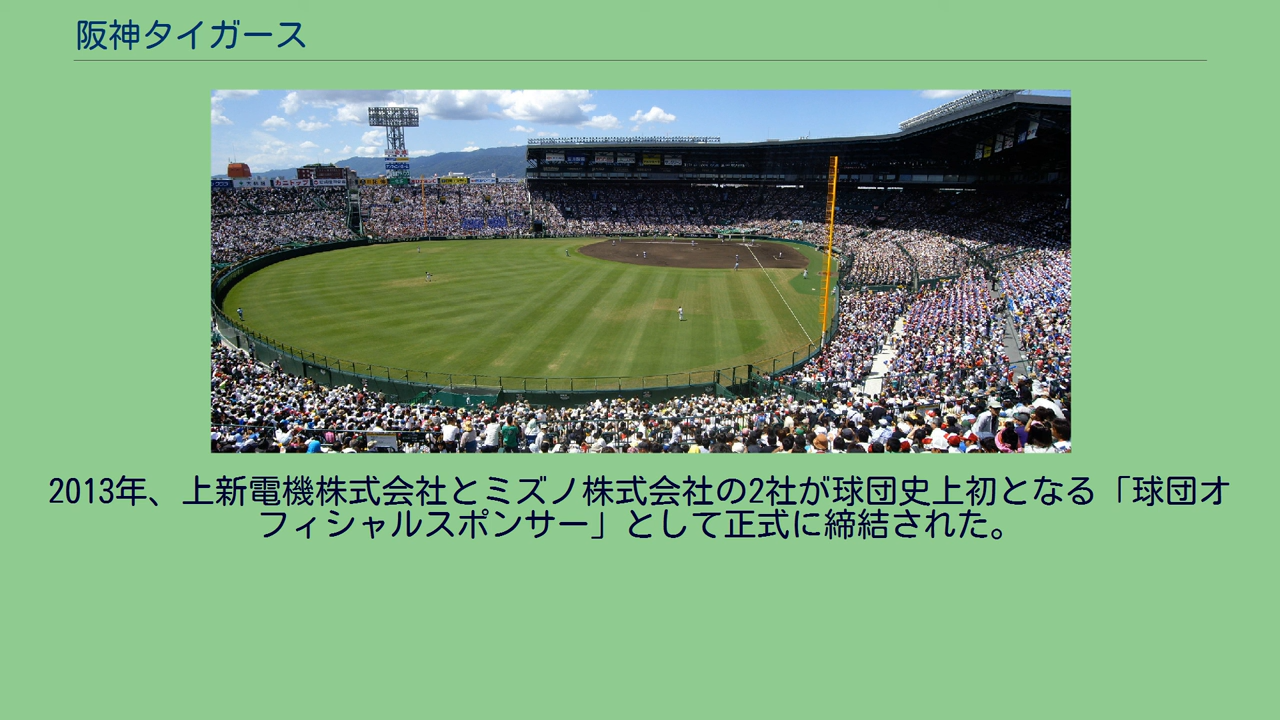 阪神タイガース
2013年、上新電機株式会社とミズノ株式会社の2社が球団史上初となる「球団オ
フィシャルスポンサー」として正式に締結された。